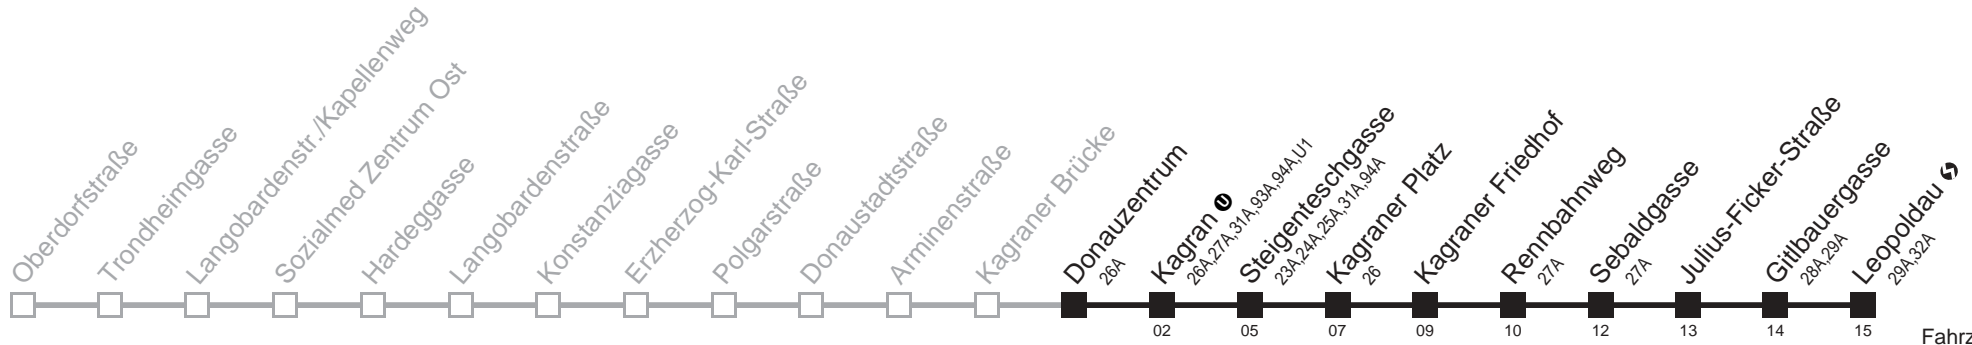 Oberdorfstraße
Trondheimgasse
Langobardenstr./Kapellenweg
Sozialmed Zentrum Ost
Hardeggasse
Langobardenstraße
Konstanziagasse
Erzherzog-Karl-Straße
Polgarstraße
Donaustadtstraße
Arminenstraße
Kagraner Brücke
Donauzentrum
26A
Kagran U
26A,27A,31A,93A,94A,U1
Steigenteschgasse
23A,24A,25A,31A,94A
Kagraner Platz
26
Kagraner Friedhof
Rennbahnweg
27A
Sebaldgasse
27A
Julius-Ficker-Straße
Gitlbauergasse
28A,29A
Leopoldau S
29A,32A
02 05 07 09 10 12 13 14 15
Fahrz